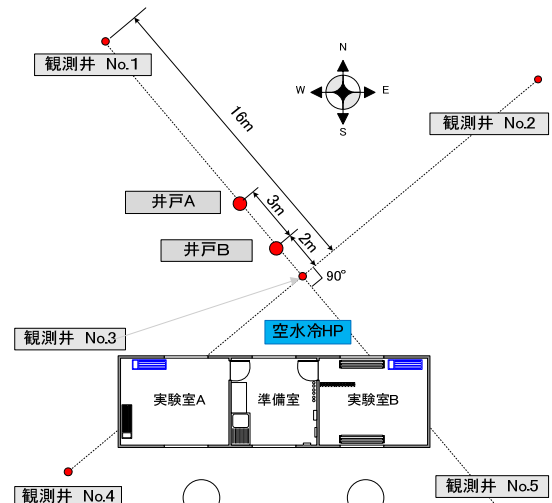 観測井 No.1
N
W
E
S
観測井 No.2
16m
井戸A
3m
井戸B
2m
90°
観測井 No.3
空水冷HP
実験室A
準備室
実験室B
観測井 No.4
観測井 No.5